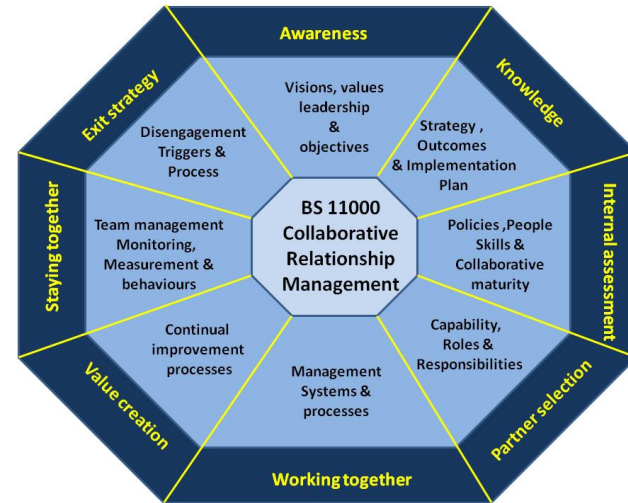 Awareness
Visions, values
leadership
&
objectives
Knowledge
Strategy ,
Outcomes
& Implementation
Plan
Internal assessment
Policies ,People
Skills &
Collaborative
maturity
Partner selection
Capability,
Roles &
Responsibilities
Working together
Management
Systems &
processes
Value creation
Continual
improvement
processes
Staying together
Team management
Monitoring,
Measurement &
behaviours
Exit strategy
Disengagement
Triggers &
Process
BS 11000
Collaborative
Relationship
Management